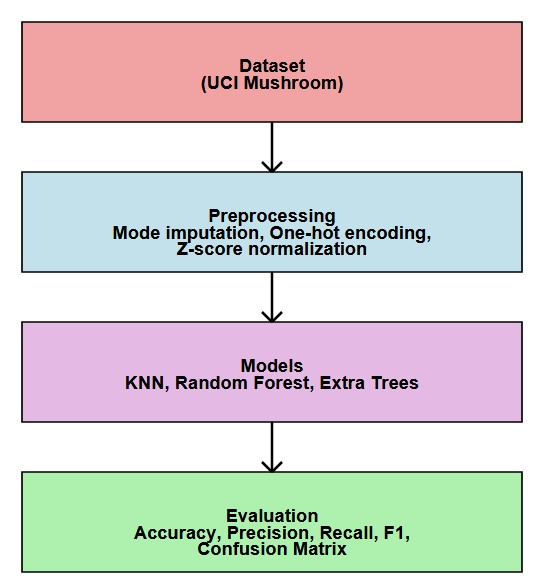 Dataset
(UCI Mushroom)
Preprocessing
Mode imputation, One-hot encoding,
Z-score normalization
Models
KNN, Random Forest, Extra Trees
Evaluation
Accuracy, Precision, Recall, F1,
Confusion Matrix